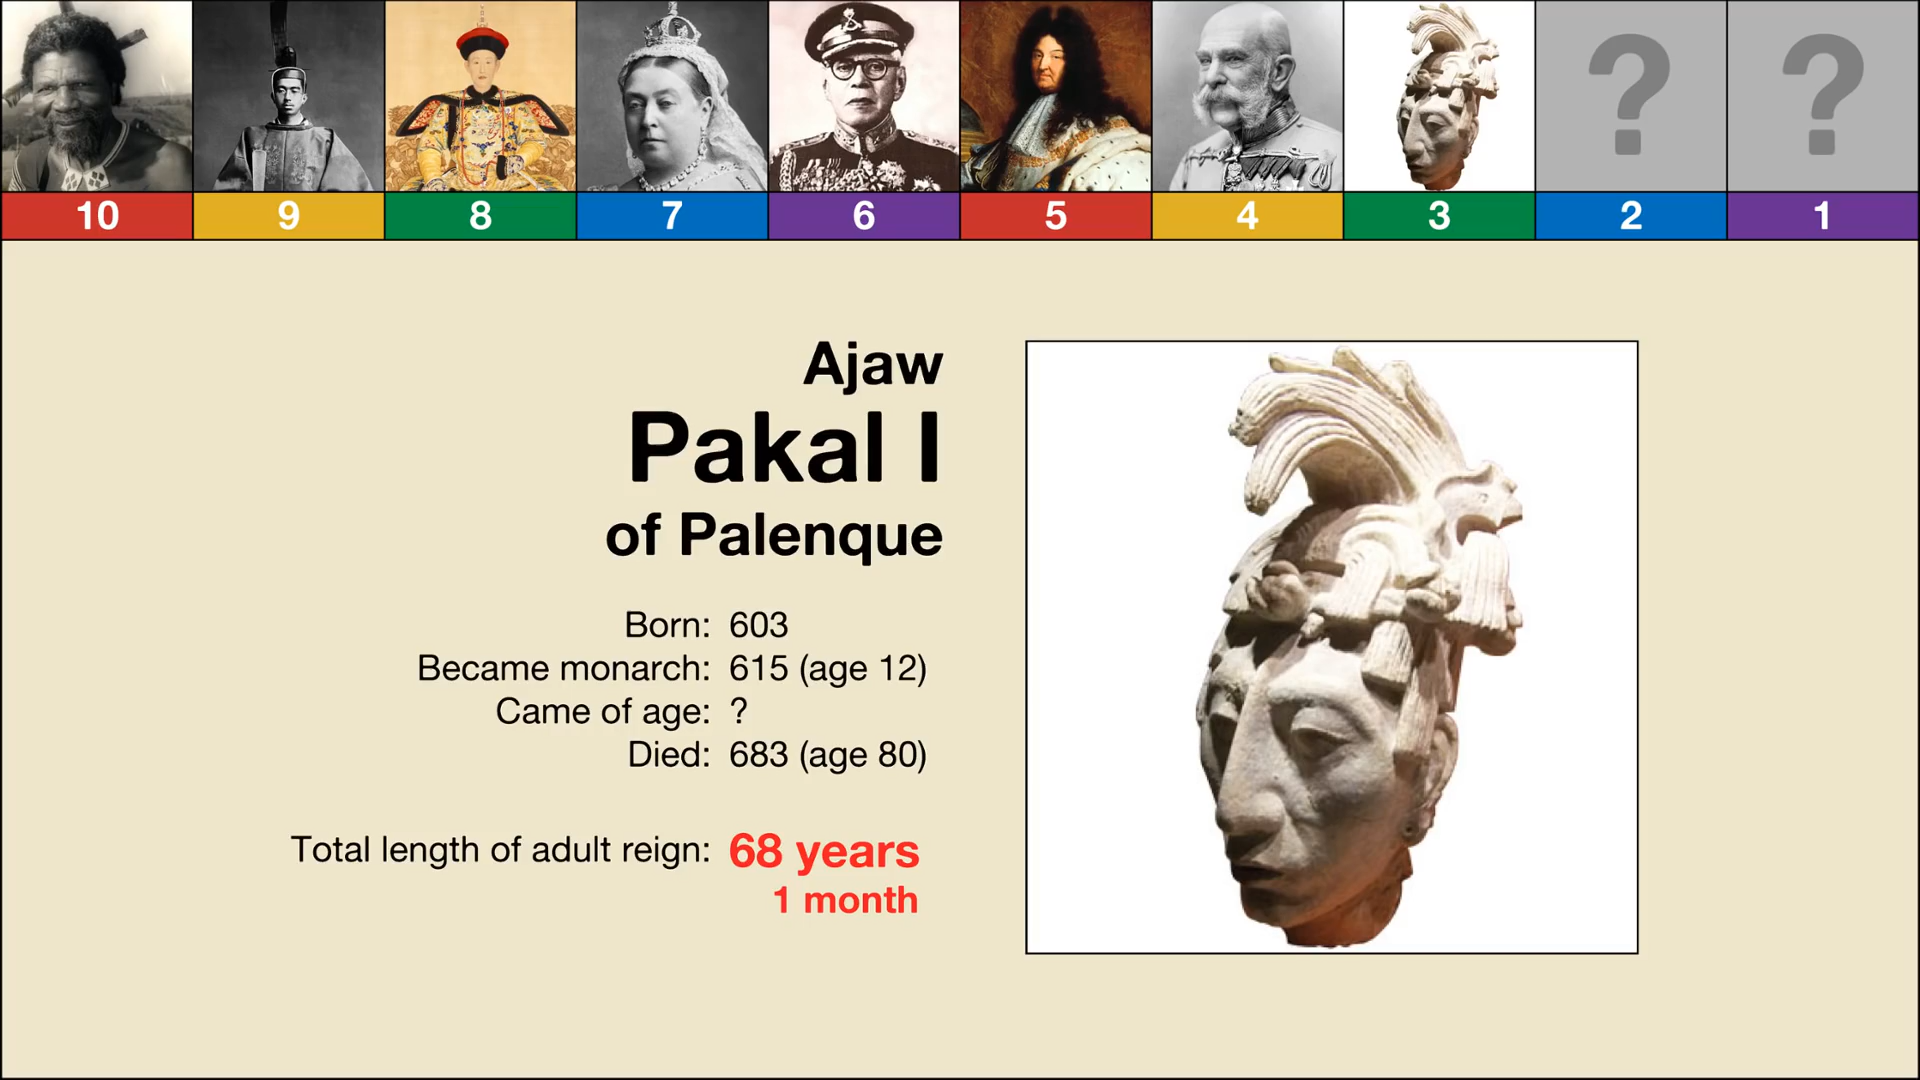 ? ?
10 9 8 7 6 5 4 3 2 1
Ajaw
Pakal I
of Palenque
Born: 603
Became monarch: 615 (age 12)
Came of age: ?
Died: 683 (age 80)
Total length of adult reign: 68 years
1 month